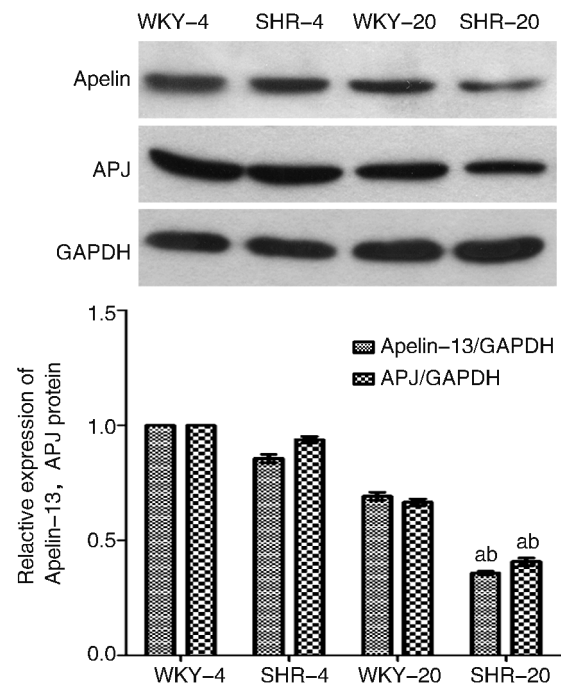 WKY−4 SHR−4 WKY−20 SHR−20
Apelin
APJ
GAPDH
1.5
1.0
0.5
0.0
Relactive expression of
Apelin−13, APJ protein
Apelin−13/GAPDH
APJ/GAPDH
ab ab
WKY−4 SHR−4 WKY−20 SHR−20